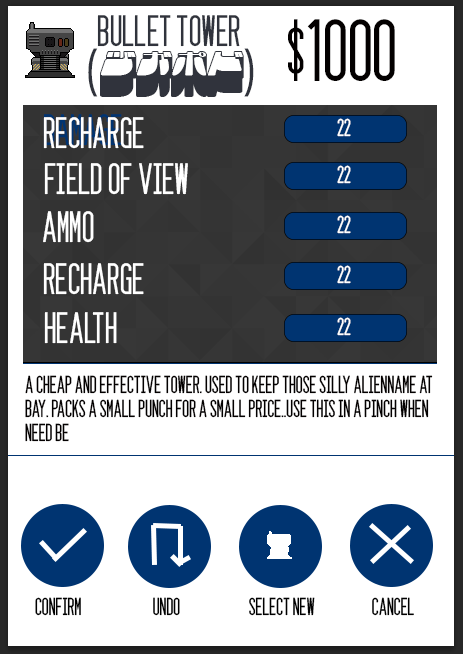 BULLET TOWER
$1000
RECHARGE
22
FIELD OF VIEW
22
AMMO
22
RECHARGE
22
HEALTH
22
A CHEAP AND EFFECTIVE TOWER. USED TO KEEP THOSE SILLY ALIENNAME AT
BAY. PACKS A SMALL PUNCH FOR A SMALL PRICE..USE THIS IN A PINCH WHEN
NEED BE
CONFIRM
UNDO
SELECT NEW
CANCEL